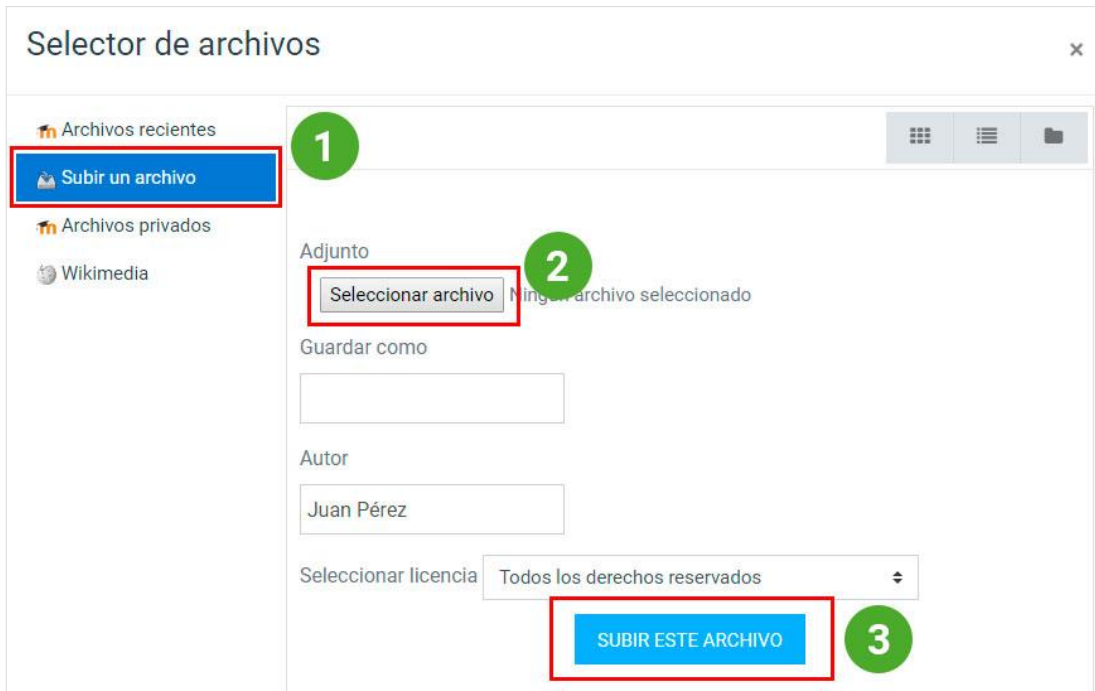 Selector de archivos
×
Archivos recientes
1
Subir un archivo
Archivos privados
Wikimedia
Adjunto
2
Seleccionar archivo Ningún archivo seleccionado
Guardar como
Autor
Juan Pérez
Seleccionar licencia Todos los derechos reservados
SUBIR ESTE ARCHIVO
3